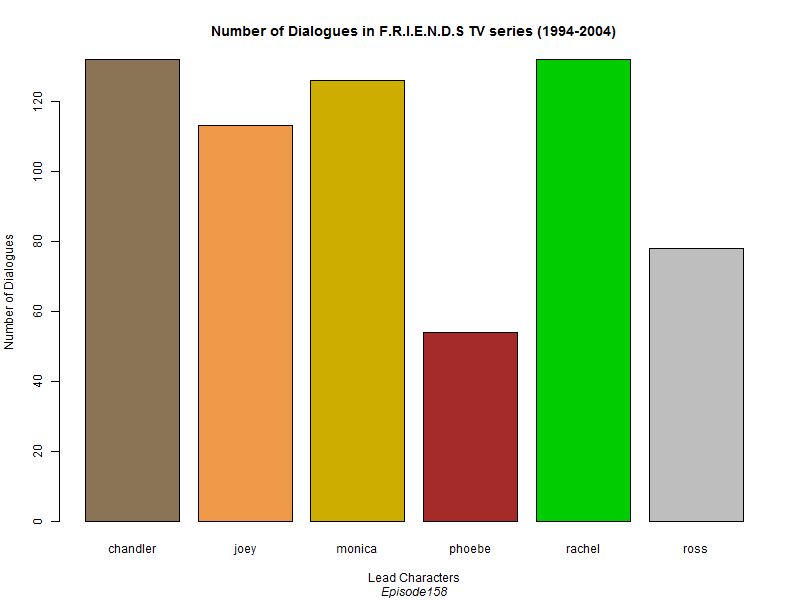 Number of Dialogues in F.R.I.E.N.D.S TV series (1994-2004)
Number of Dialogues
120
100
80
60
40
20
0
chandler joey monica phoebe rachel ross
Lead Characters
Episode158